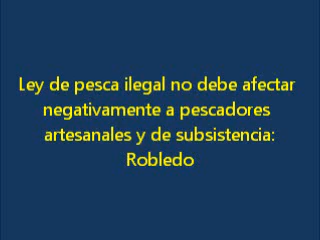 Ley de pesca ilegal no debe afectar
negativamente a pescadores
artesanales y de subsistencia:
Robledo